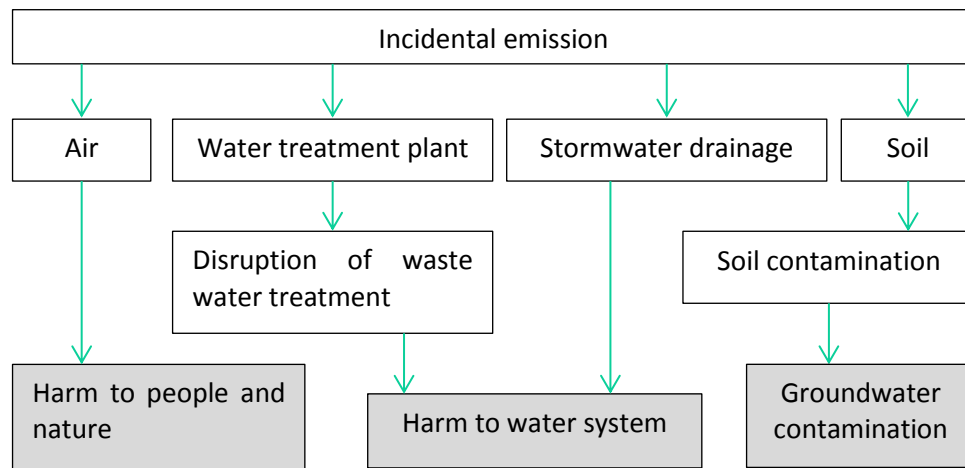 Incidental emission
Air
Water treatment plant
Stormwater drainage
Soil
Disruption of waste
water treatment
Soil contamination
Harm to people and
nature
Harm to water system
Groundwater
contamination